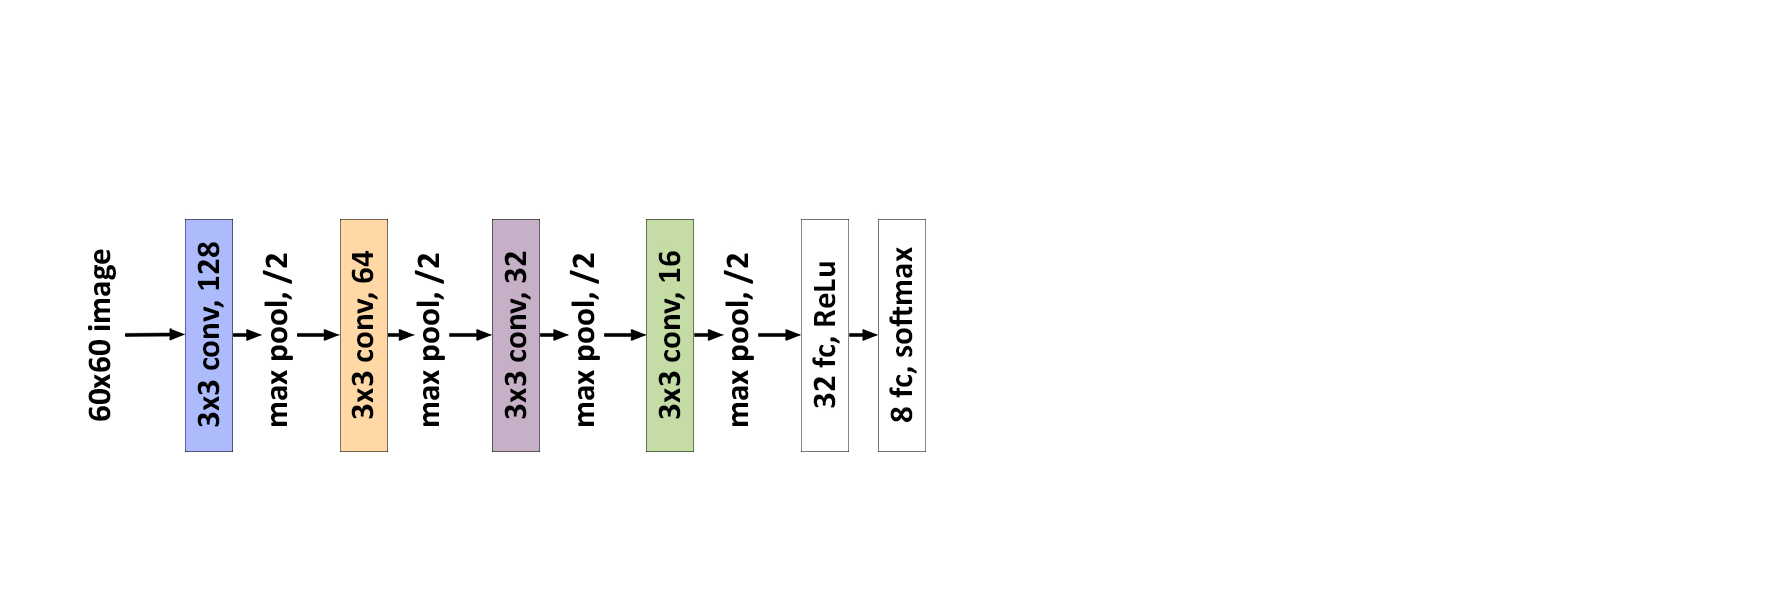 60x60 image
3x3 conv, 128
max pool, /2
3x3 conv, 64
max pool, /2
3x3 conv, 32
max pool, /2
3x3 conv, 16
max pool, /2
32 fc, ReLu
8 fc, softmax